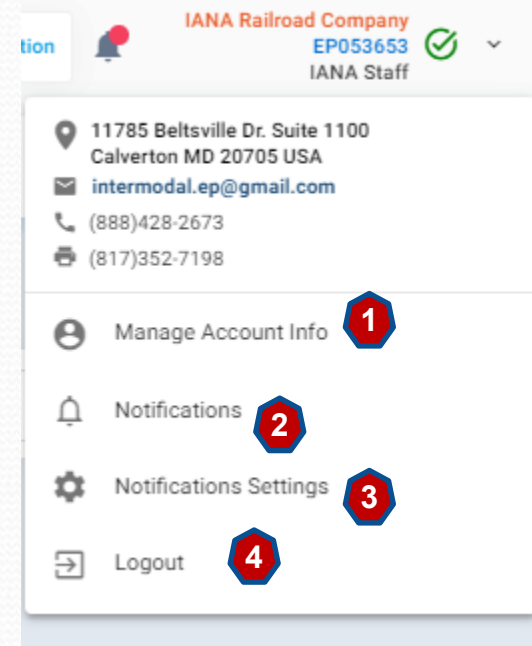 tion
IANA Railroad Company
EP053653
IANA Staff
11785 Beltsville Dr. Suite 1100
Calverton MD 20705 USA
intermodal.ep@gmail.com
(888)428-2673
(817)352-7198
Manage Account Info 1
Notifications 2
Notifications Settings 3
Logout 4